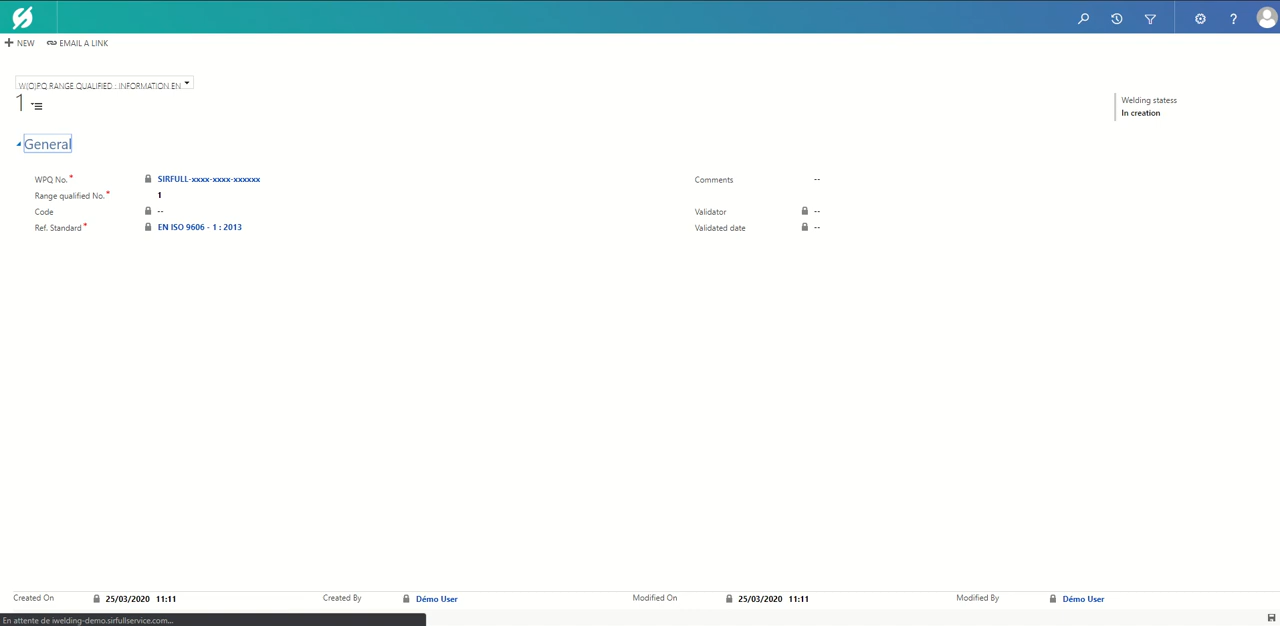 NEW EMAIL A LINK
W(O)PQ RANGE QUALIFIED : INFORMATION EN
1
Welding statess
In creation
General
WPQ No.* SIRFULL-xxxx-xxxx-xxxxxx Comments --
Range qualified No.* 1
Code -- Validator --
Ref. Standard* EN ISO 9606 - 1 : 2013 Validated date --
Created On 25/03/2020 11:11 Created By Démo User Modified On 25/03/2020 11:11 Modified By Démo User
En attente de iwelding-demo.sirfullservice.com...